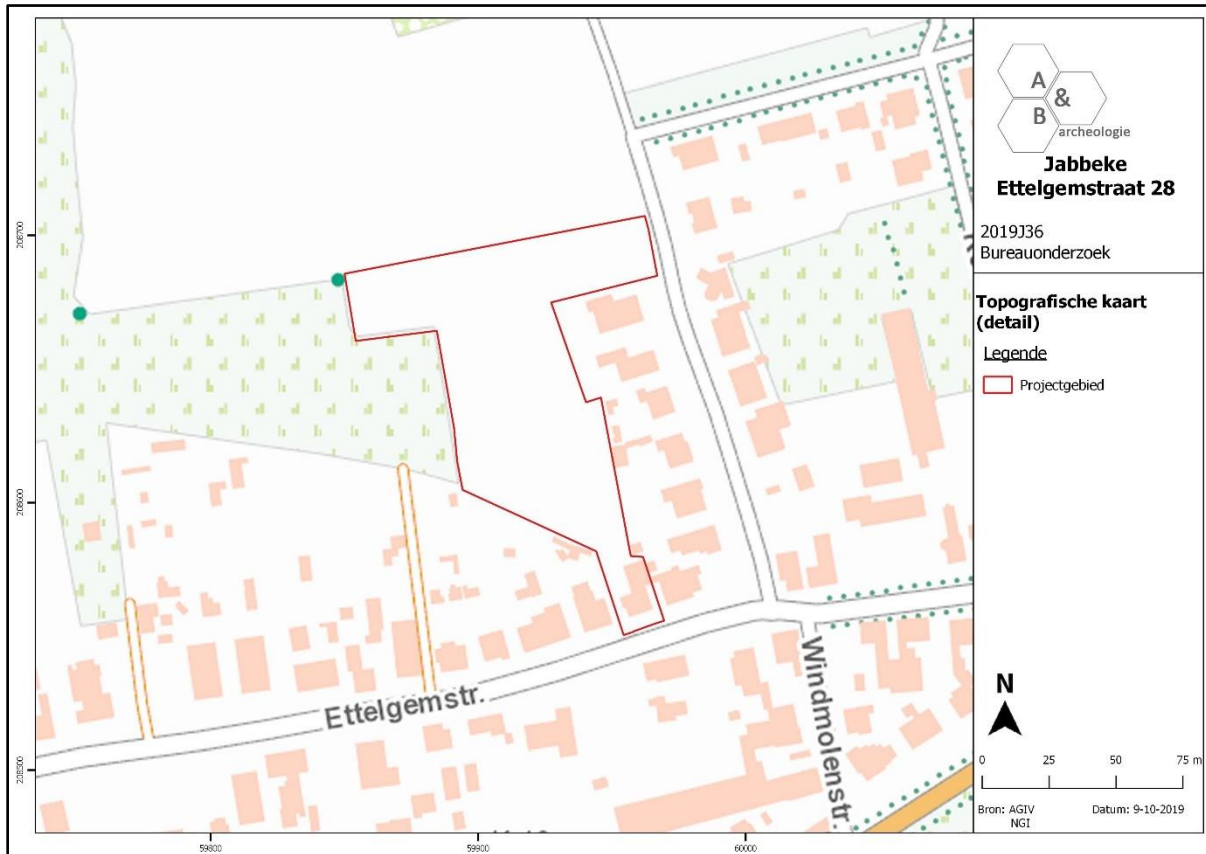 A
&
B
archeologie
Jabbeke
Ettelgemstraat 28
2019J36
Bureauonderzoek
Topografische kaart
(detail)
Legende
Projectgebied
N
0 25 50 75 m
Bron: AGIV
NGI
Datum: 9-10-2019
Ettelgemstr.
Windmolenstr.
208700
208600
208500
59800
59900
60000